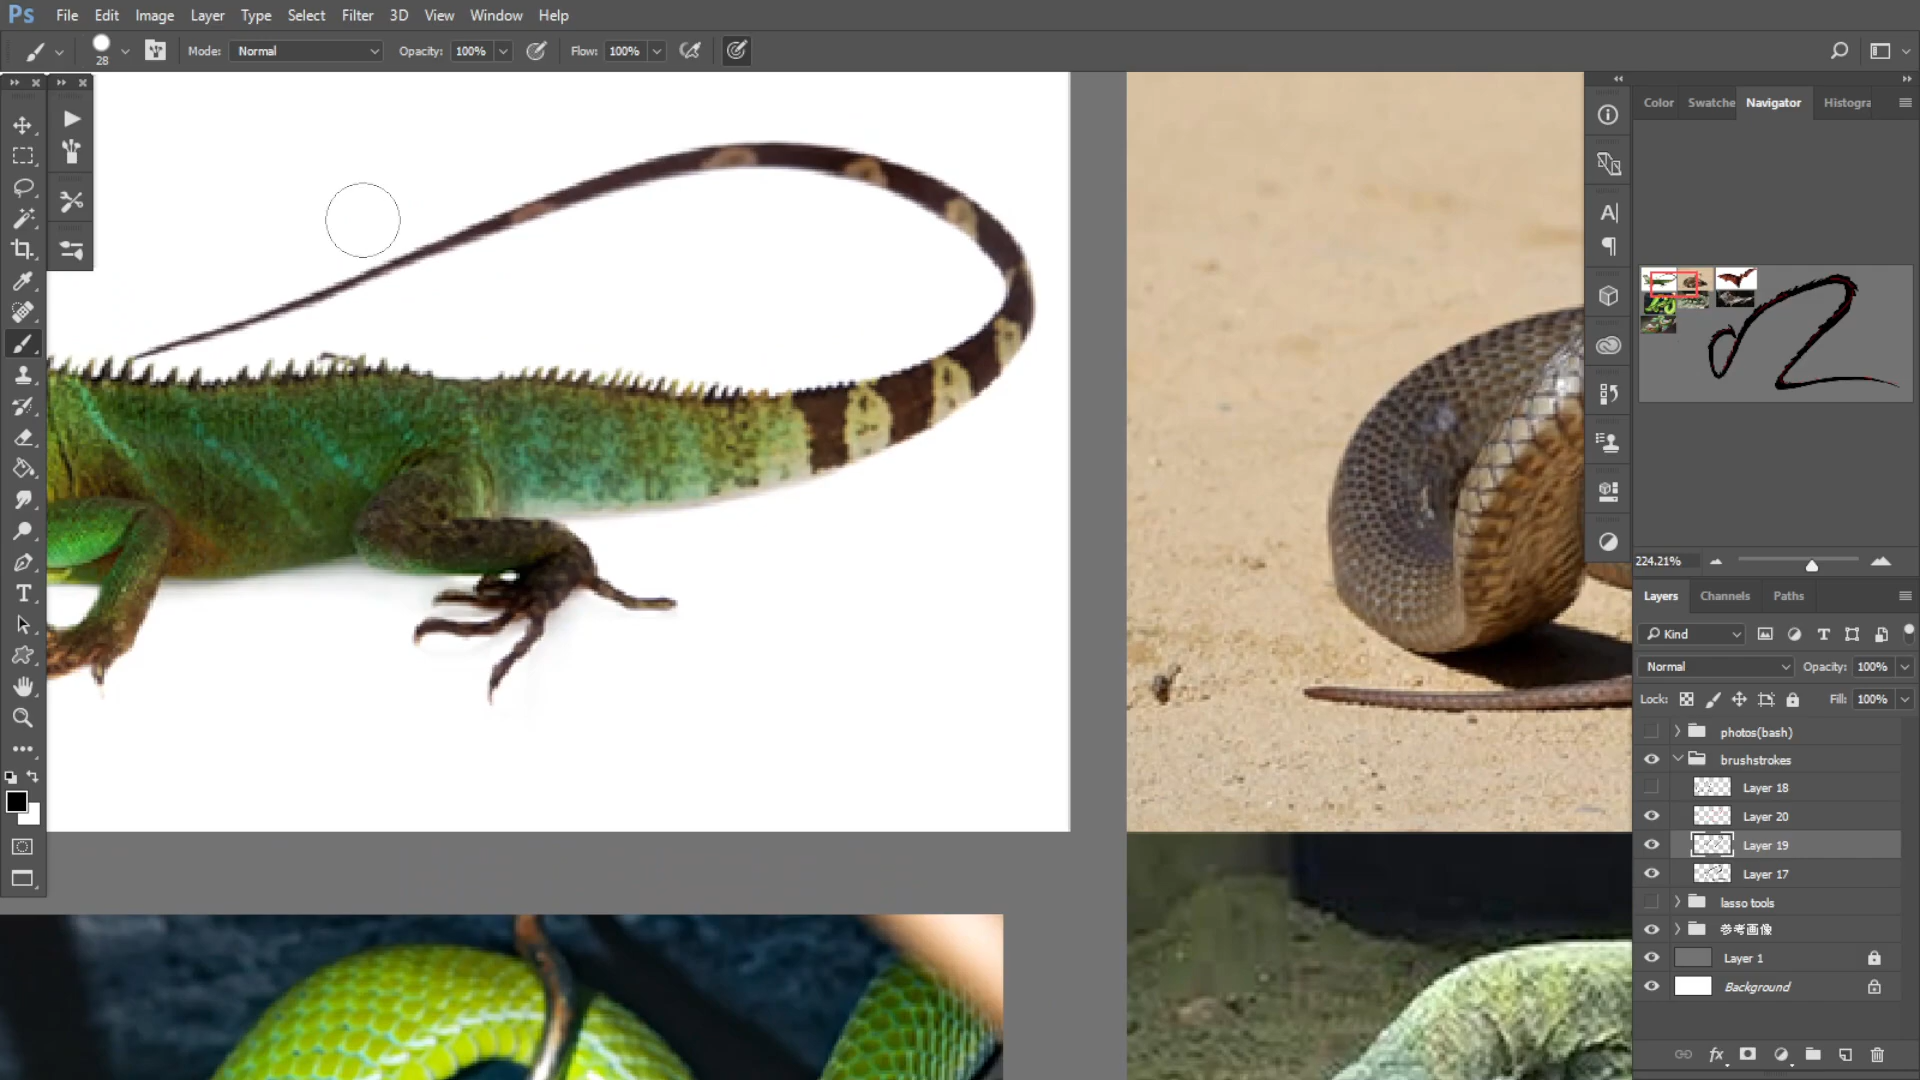 Ps File Edit Image Layer Type Select Filter 3D View Window Help
28 Mode: Normal Opacity: 100% Flow: 100%
Color Swatche Navigator Histogra
224.21%
Layers Channels Paths
Kind
Normal Opacity: 100%
Lock: Fill: 100%
photos(bash)
brushstrokes
Layer 18
Layer 20
Layer 19
Layer 17
lasso tools
参考画像
Layer 1
Background
fx